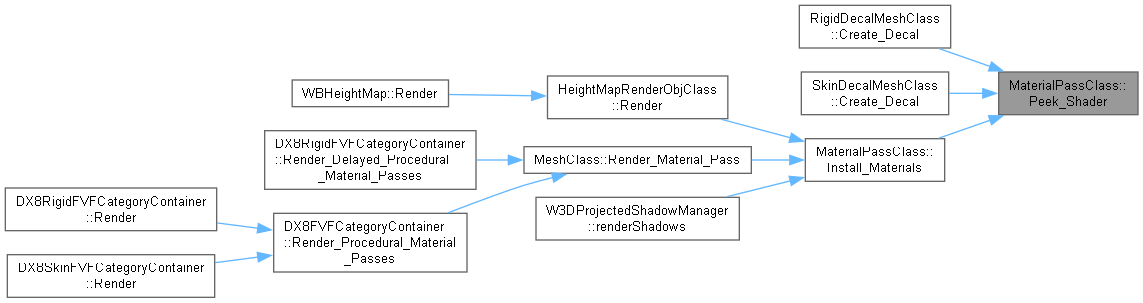 RigidDecalMeshClass
::Create_Decal
SkinDecalMeshClass
::Create_Decal
MaterialPassClass::
Peek_Shader
HeightMapRenderObjClass
::Render
WBHeightMap::Render
DX8RigidFVFCategoryContainer
::Render_Delayed_Procedural
_Material_Passes
MeshClass::Render_Material_Pass
MaterialPassClass::
Install_Materials
W3DProjectedShadowManager
::renderShadows
DX8RigidFVFCategoryContainer
::Render
DX8FVFCategoryContainer
::Render_Procedural_Material
_Passes
DX8SkinFVFCategoryContainer
::Render